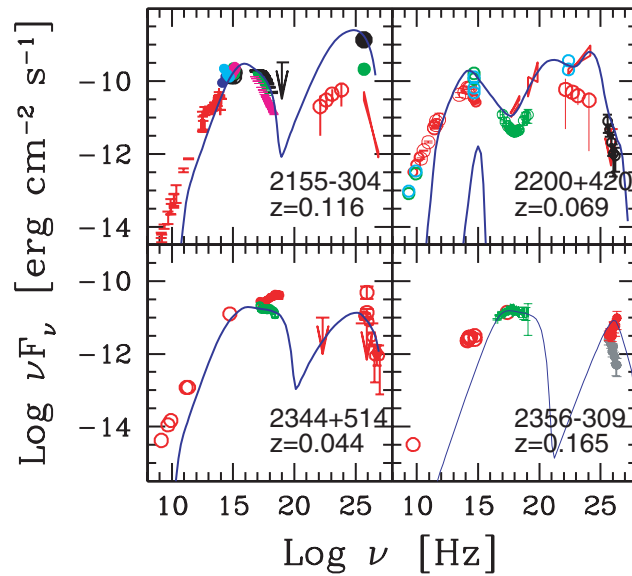 Log νFν [erg cm−2 s−1]
−10
−12
−14
2155-304
z=0.116
2200+420
z=0.069
−10
−12
−14
2344+514
z=0.044
2356-309
z=0.165
10 15 20 25 10 15 20 25
Log ν [Hz]